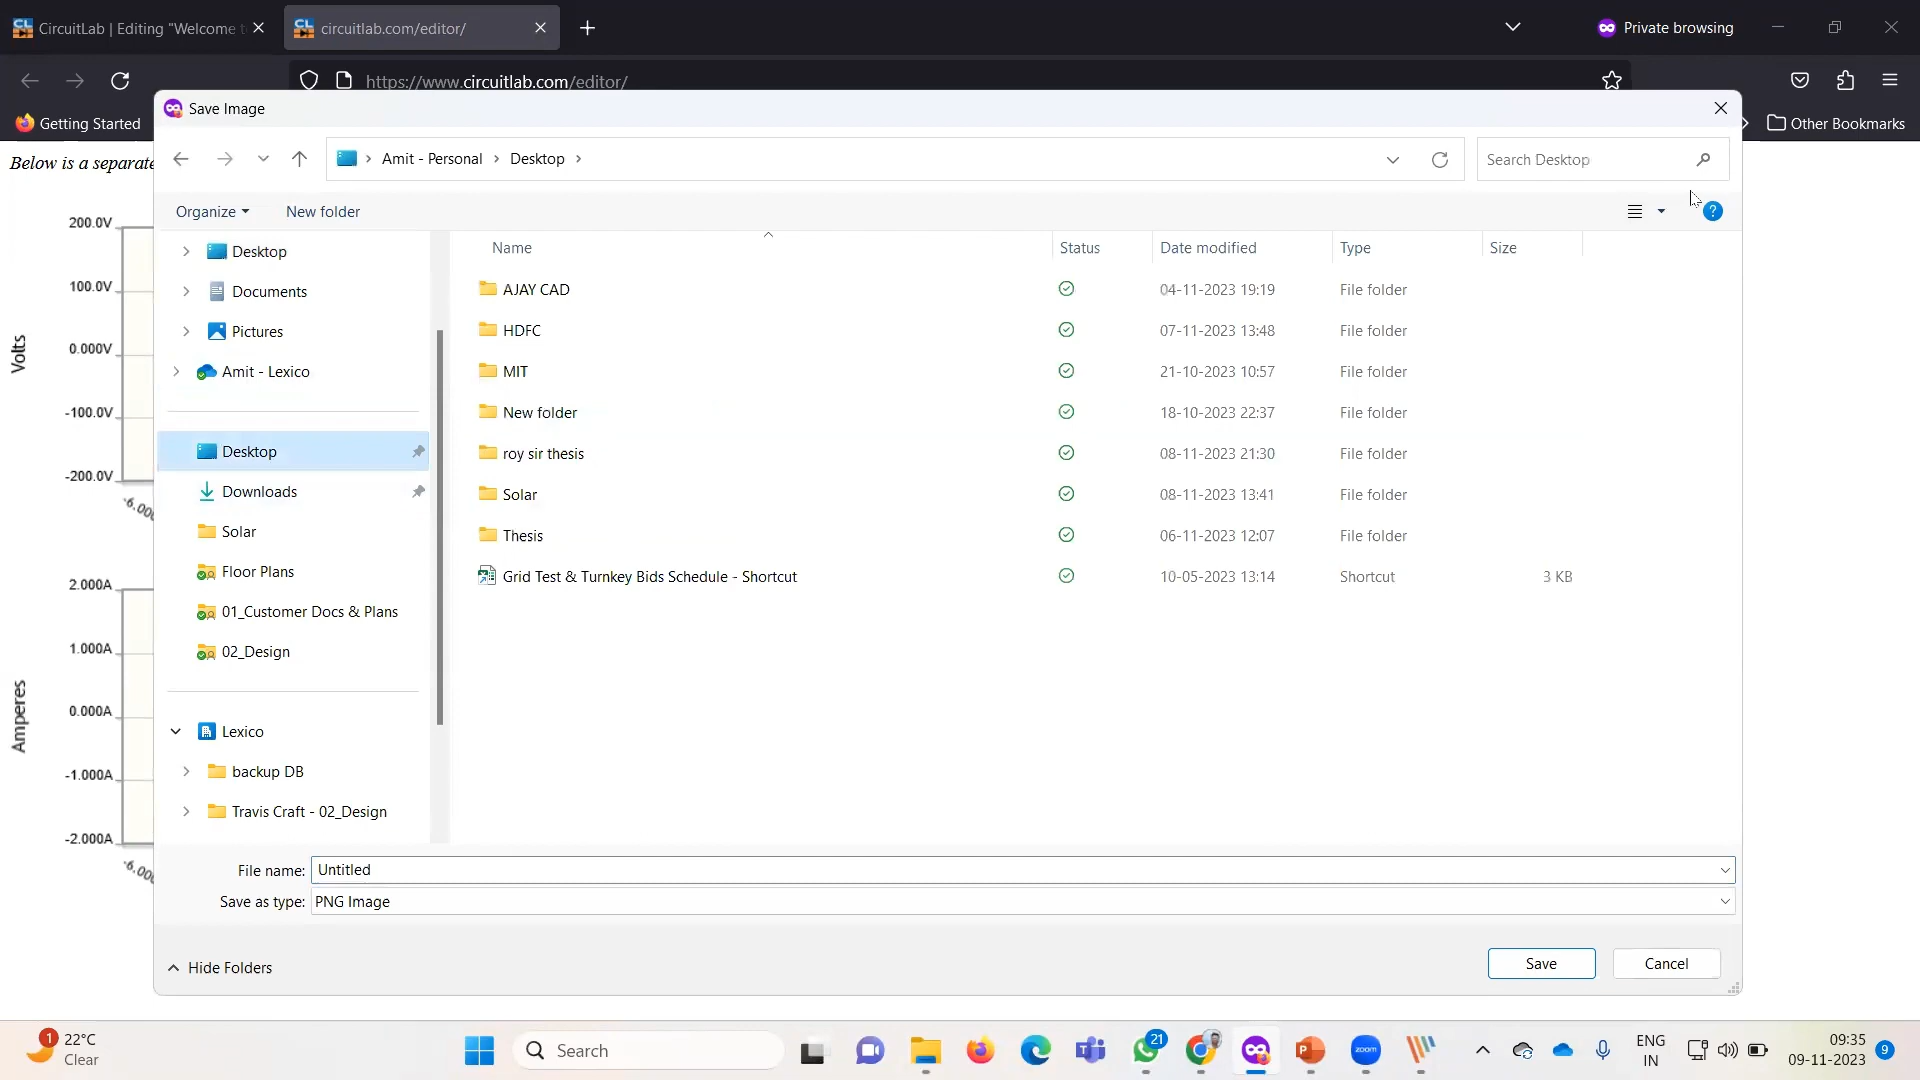 CircuitLab | Editing "Welcome to
circuitlab.com/editor/
Private browsing
https://www.circuitlab.com/editor/
Getting Started
Other Bookmarks
Below is a separate
Save Image
Amit - Personal > Desktop >
Search Desktop
Organize
New folder
Name
Status
Date modified
Type
Size
Desktop
Documents
Pictures
Amit - Lexico
Desktop
Downloads
Solar
Floor Plans
01_Customer Docs & Plans
02_Design
Lexico
backup DB
Travis Craft - 02_Design
AJAY CAD 04-11-2023 19:19 File folder
HDFC 07-11-2023 13:48 File folder
MIT 21-10-2023 10:57 File folder
New folder 18-10-2023 22:37 File folder
roy sir thesis 08-11-2023 21:30 File folder
Solar 08-11-2023 13:41 File folder
Thesis 06-11-2023 12:07 File folder
Grid Test & Turnkey Bids Schedule - Shortcut 10-05-2023 13:14 Shortcut 3 KB
Volts
200.0V
100.0V
0.000V
-100.0V
-200.0V
Amperes
2.000A
1.000A
0.000A
-1.000A
-2.000A
File name: Untitled
Save as type: PNG Image
Hide Folders
Save
Cancel
1
22°C
Clear
Search
21
zoom
ENG
IN
09:35
09-11-2023
9